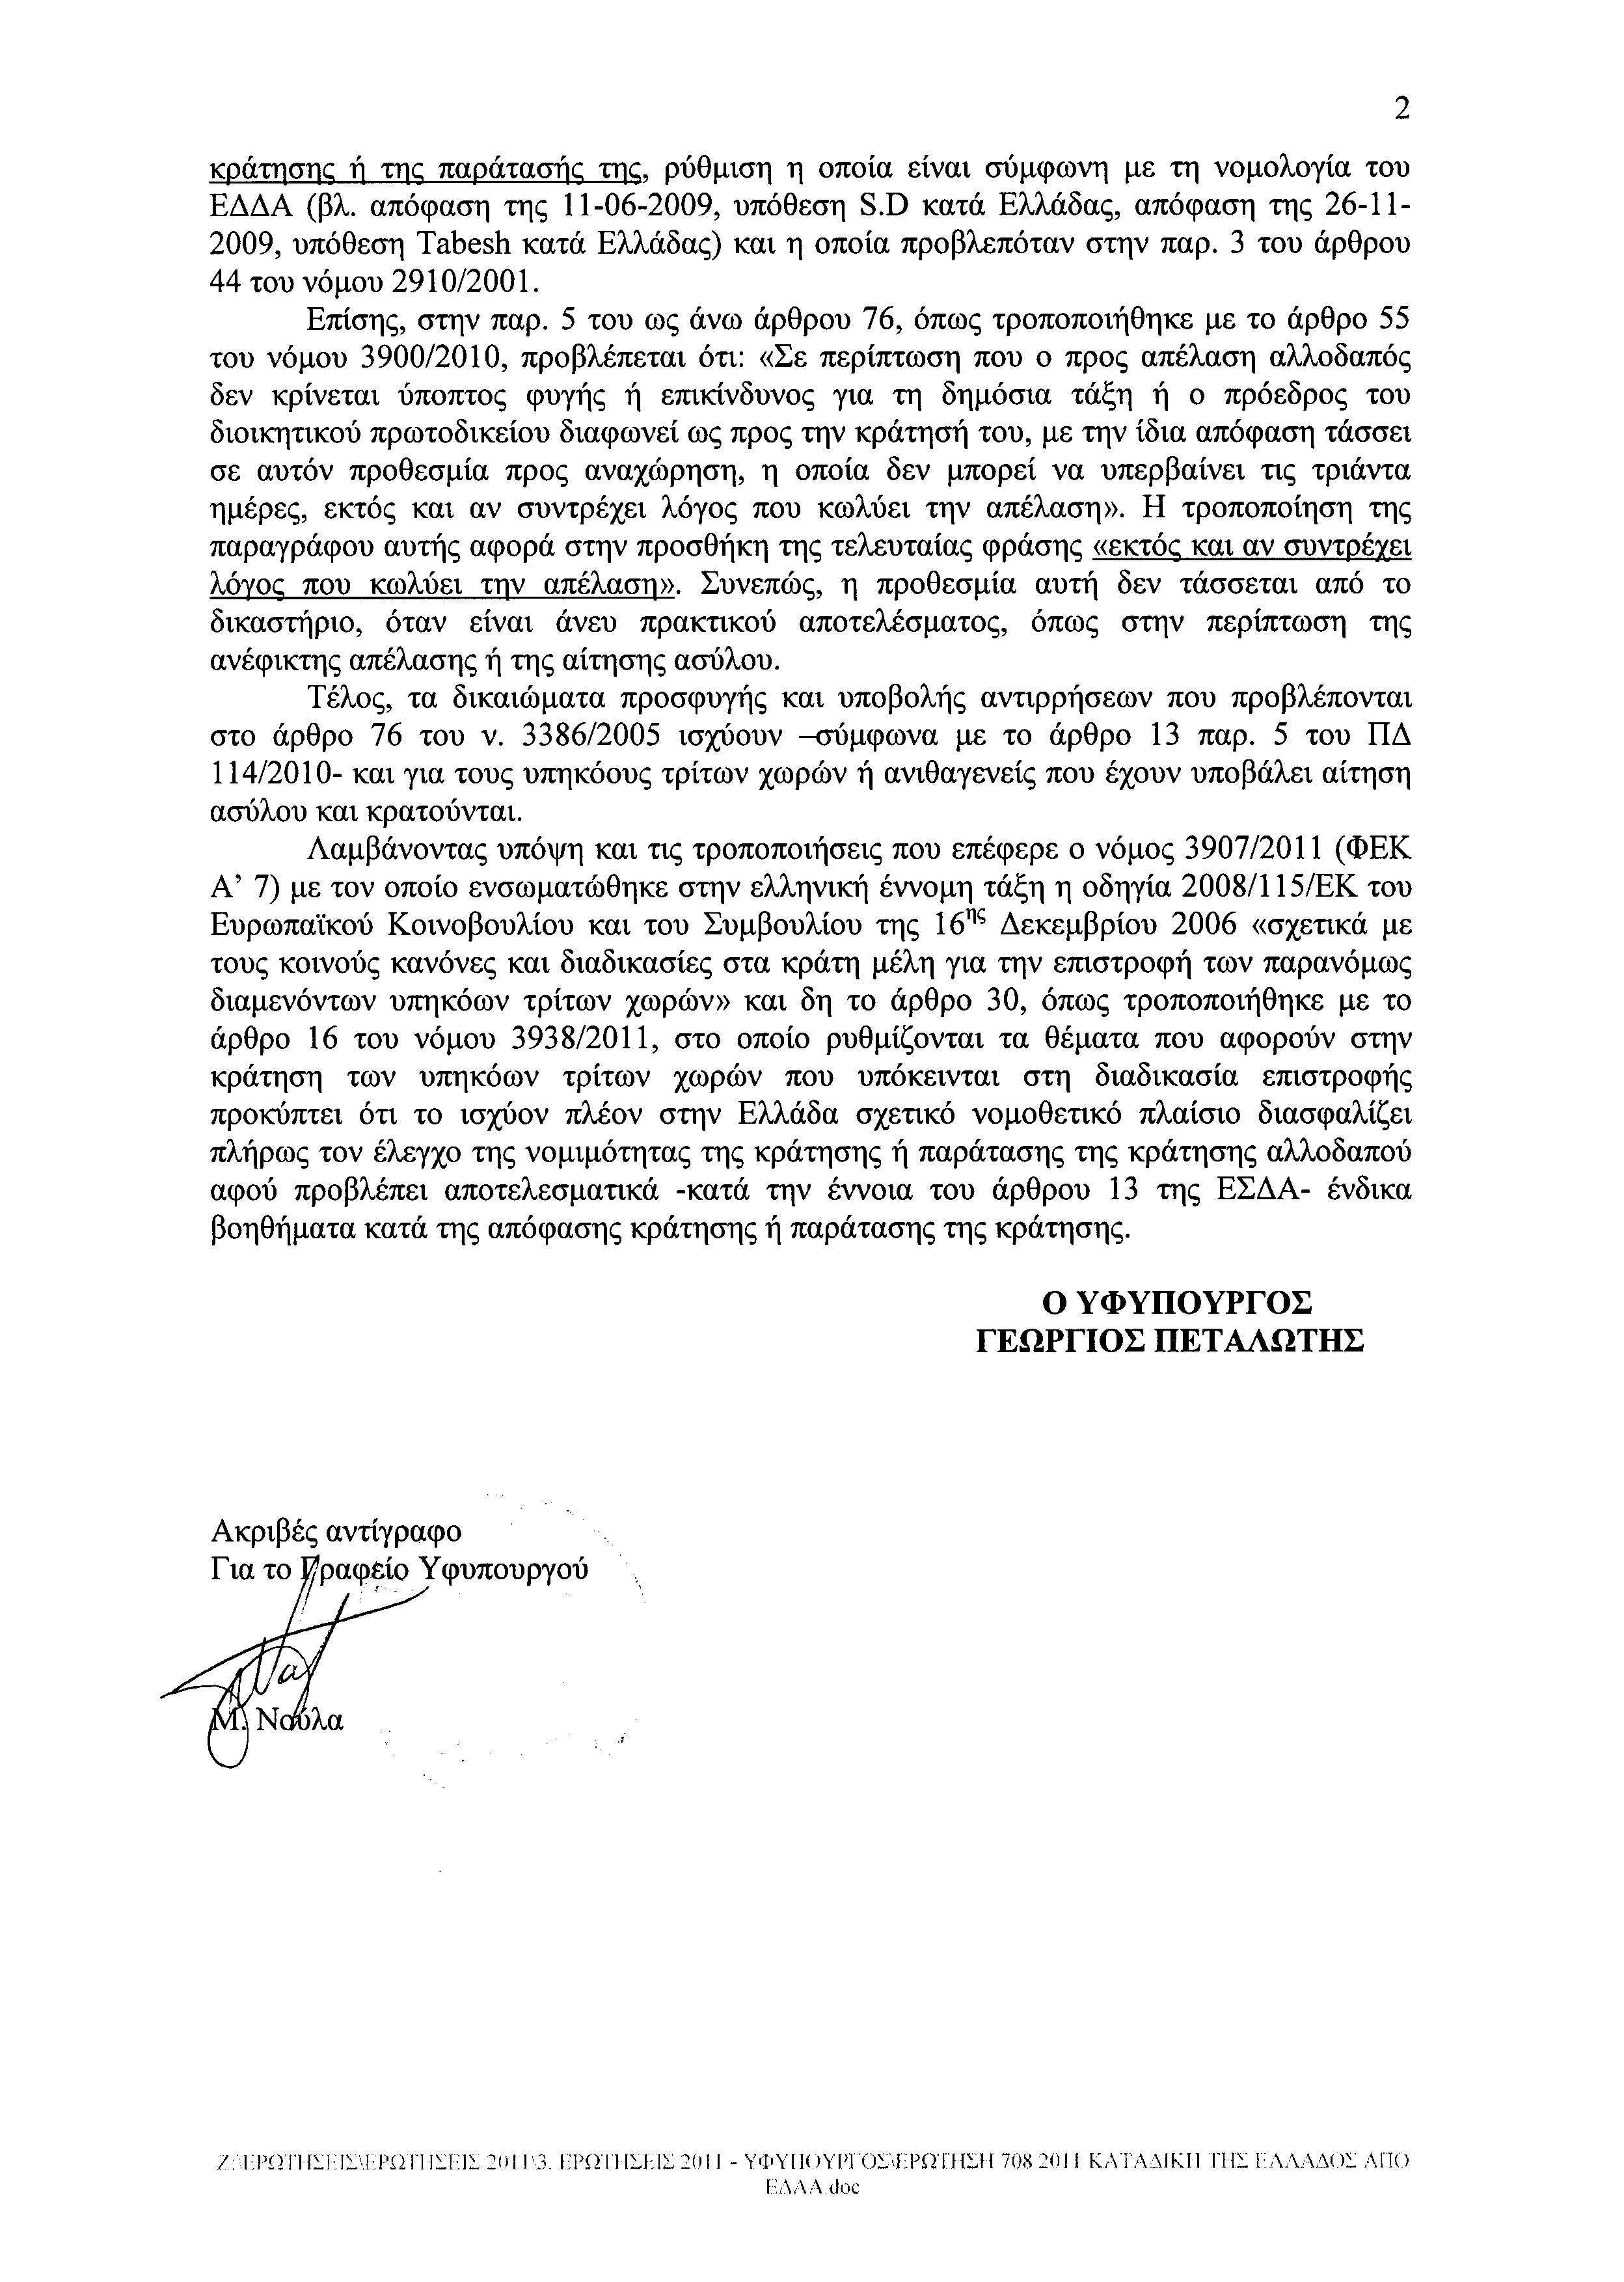 2
κράτησης ή της παράτασής της, ρύθμιση η οποία είναι σύμφωνη με τη νομολογία του
ΕΔΔΑ (βλ. απόφαση της 11-06-2009, υπόθεση S.D κατά Ελλάδας, απόφαση της 26-11-
2009, υπόθεση Tabesh κατά Ελλάδας) και η οποία προβλεπόταν στην παρ. 3 του άρθρου
44 του νόμου 2910/2001.
Επίσης, στην παρ. 5 του ως άνω άρθρου 76, όπως τροποποιήθηκε με το άρθρο 55
του νόμου 3900/2010, προβλέπεται ότι: «Σε περίπτωση που ο προς απέλαση αλλοδαπός
δεν κρίνεται ύποπτος φυγής ή επικίνδυνος για τη δημόσια τάξη ή ο πρόεδρος του
διοικητικού πρωτοδικείου διαφωνεί ως προς την κράτησή του, με την ίδια απόφαση τάσσει
σε αυτόν προθεσμία προς αναχώρηση, η οποία δεν μπορεί να υπερβαίνει τις τριάντα
ημέρες, εκτός και αν συντρέχει λόγος που κωλύει την απέλαση». Η τροποποίηση της
παραγράφου αυτής αφορά στην προσθήκη της τελευταίας φράσης «εκτός και αν συντρέχει
λόγος που κωλύει την απέλαση». Συνεπώς, η προθεσμία αυτή δεν τάσσεται από το
δικαστήριο, όταν είναι άνευ πρακτικού αποτελέσματος, όπως στην περίπτωση της
ανέφικτης απέλασης ή της αίτησης ασύλου.
Τέλος, τα δικαιώματα προσφυγής και υποβολής αντιρρήσεων που προβλέπονται
στο άρθρο 76 του ν. 3386/2005 ισχύουν –σύμφωνα με το άρθρο 13 παρ. 5 του ΠΔ
114/2010- και για τους υπηκόους τρίτων χωρών ή ανιθαγενείς που έχουν υποβάλει αίτηση
ασύλου και κρατούνται.
Λαμβάνοντας υπόψη και τις τροποποιήσεις που επέφερε ο νόμος 3907/2011 (ΦΕΚ
Α’ 7) με τον οποίο ενσωματώθηκε στην ελληνική έννομη τάξη η οδηγία 2008/115/ΕΚ του
Ευρωπαϊκού Κοινοβουλίου και του Συμβουλίου της 16ης Δεκεμβρίου 2006 «σχετικά με
τους κοινούς κανόνες και διαδικασίες στα κράτη μέλη για την επιστροφή των παρανόμως
διαμενόντων υπηκόων τρίτων χωρών» και δη το άρθρο 30, όπως τροποποιήθηκε με το
άρθρο 16 του νόμου 3938/2011, στο οποίο ρυθμίζονται τα θέματα που αφορούν στην
κράτηση των υπηκόων τρίτων χωρών που υπόκεινται στη διαδικασία επιστροφής
προκύπτει ότι το ισχύον πλέον στην Ελλάδα σχετικό νομοθετικό πλαίσιο διασφαλίζει
πλήρως τον έλεγχο της νομιμότητας της κράτησης ή παράτασης της κράτησης αλλοδαπού
αφού προβλέπει αποτελεσματικά -κατά την έννοια του άρθρου 13 της ΕΣΔΑ- ένδικα
βοηθήματα κατά της απόφασης κράτησης ή παράτασης της κράτησης.
Ο ΥΦΥΠΟΥΡΓΟΣ
ΓΕΩΡΓΙΟΣ ΠΕΤΑΛΩΤΗΣ
Ακριβές αντίγραφο
Για το Γραφείο Υφυπουργού
Μ. Νούλα
Ζ:\ΕΡΩΤΗΣΕΙΣ\ΕΡΩΤΗΣΕΙΣ 2011\3. ΕΡΩΤΗΣΕΙΣ 2011 - ΥΦΥΠΟΥΡΓΟΣ\ΕΡΩΤΗΣΗ 708 2011 ΚΑΤΑΔΙΚΗ ΤΗΣ ΕΛΛΑΔΟΣ ΑΠΟ
ΕΔΔΑ.doc